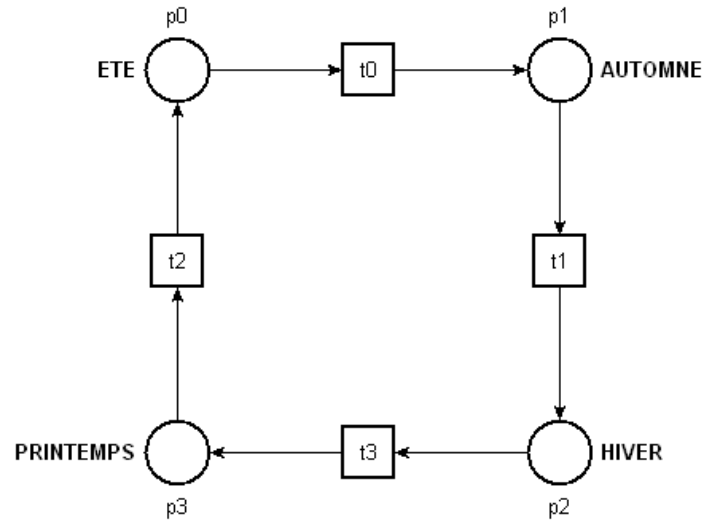 p0
p1
ETE
t0
AUTOMNE
t2
t1
PRINTEMPS
t3
HIVER
p3
p2